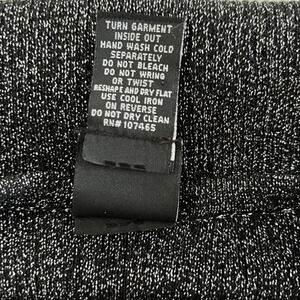 TURN GARMENT
INSIDE OUT
HAND WASH COLD
SEPARATELY
DO NOT BLEACH
DO NOT WRING
OR TWIST
RESHAPE AND DRY FLAT
USE COOL IRON
ON REVERSE
DO NOT DRY CLEAN
RN# 107465